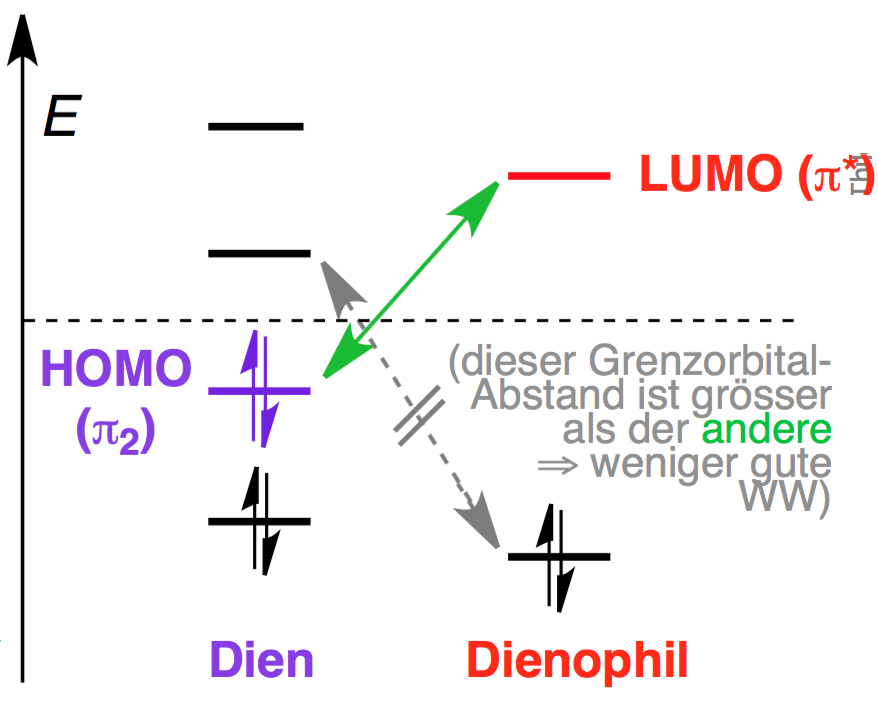 E
LUMO (π*)
HOMO
(π₂)
(dieser Grenzorbital-
Abstand ist grösser
als der andere
⇒ weniger gute
WW)
Dien
Dienophil